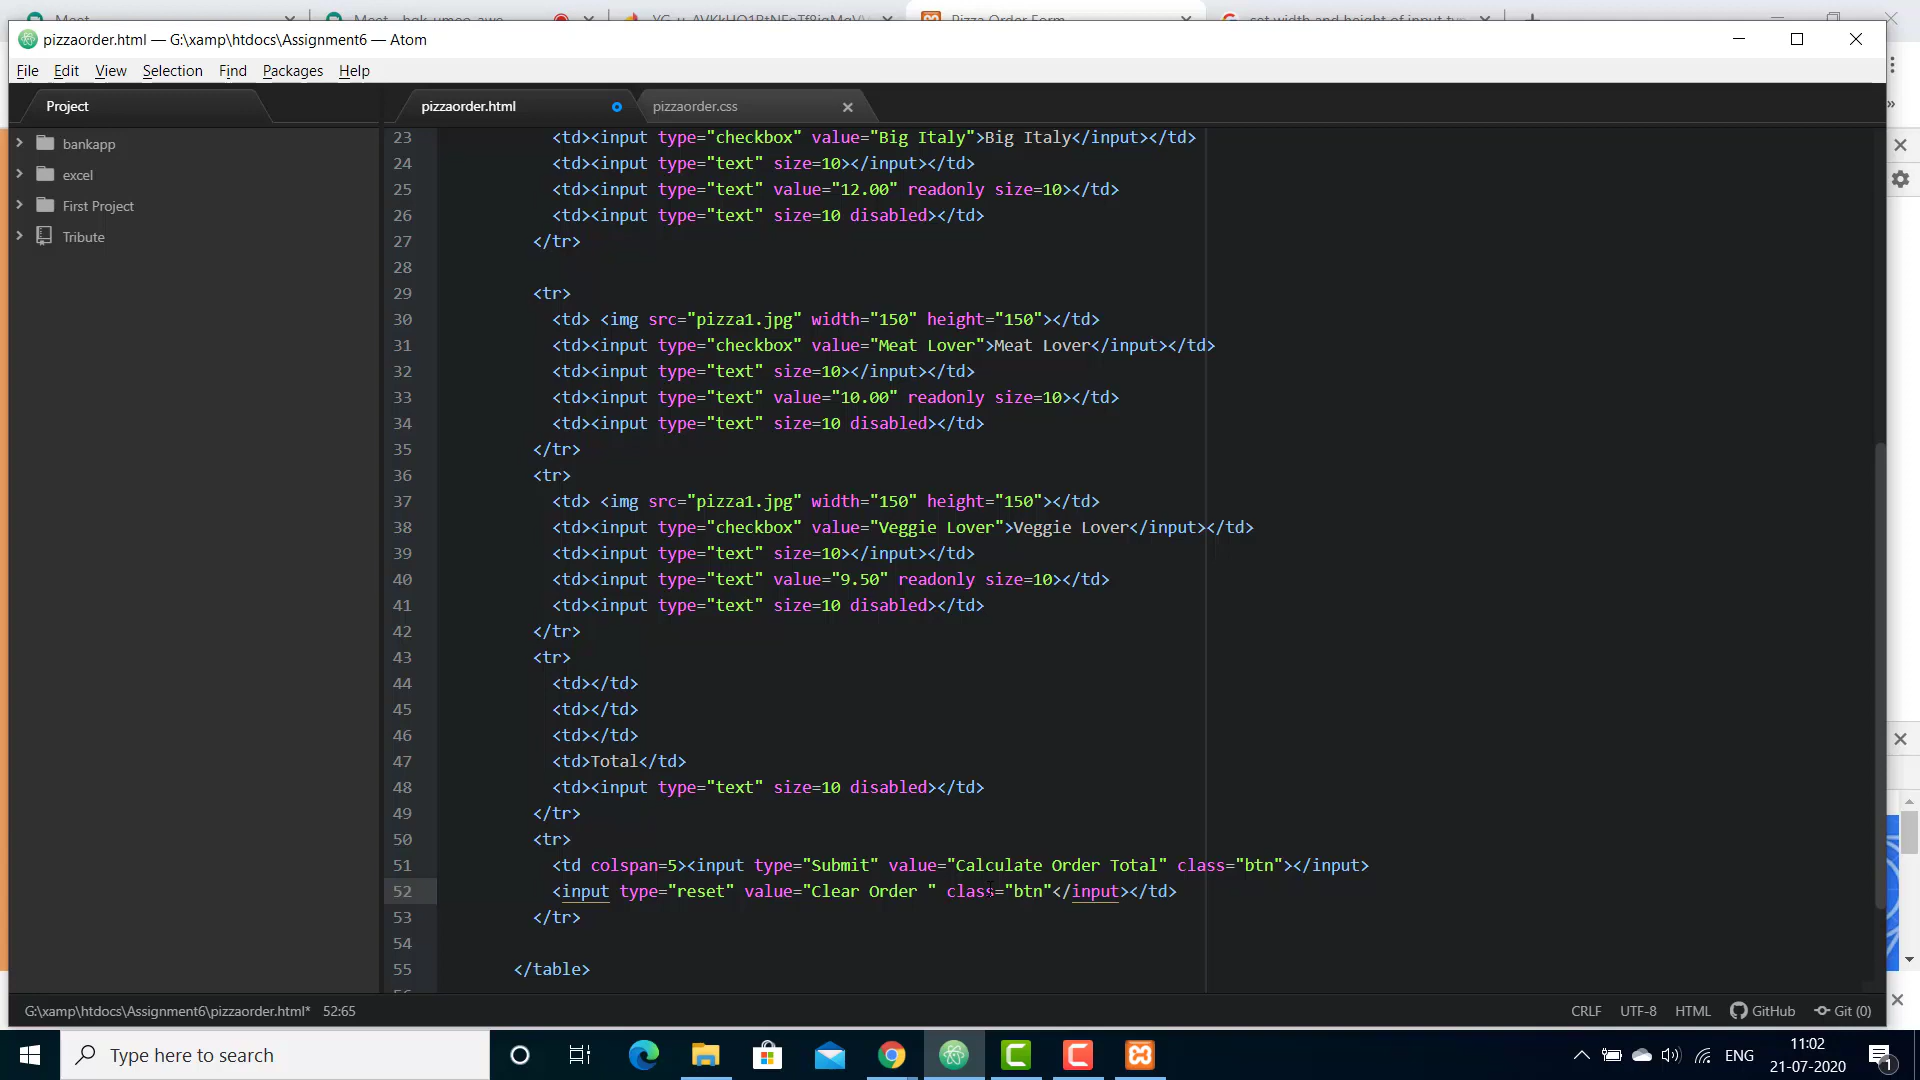 pizzaorder.html — G:\xamp\htdocs\Assignment6 — Atom
File Edit View Selection Find Packages Help
Project
pizzaorder.html
pizzaorder.css
bankapp
excel
First Project
Tribute
23 <td><input type="checkbox" value="Big Italy">Big Italy</input></td>
24 <td><input type="text" size=10></input></td>
25 <td><input type="text" value="12.00" readonly size=10></td>
26 <td><input type="text" size=10 disabled></td>
27 </tr>
28
29 <tr>
30 <td> <img src="pizza1.jpg" width="150" height="150"></td>
31 <td><input type="checkbox" value="Meat Lover">Meat Lover</input></td>
32 <td><input type="text" size=10></input></td>
33 <td><input type="text" value="10.00" readonly size=10></td>
34 <td><input type="text" size=10 disabled></td>
35 </tr>
36 <tr>
37 <td> <img src="pizza1.jpg" width="150" height="150"></td>
38 <td><input type="checkbox" value="Veggie Lover">Veggie Lover</input></td>
39 <td><input type="text" size=10></input></td>
40 <td><input type="text" value="9.50" readonly size=10></td>
41 <td><input type="text" size=10 disabled></td>
42 </tr>
43 <tr>
44 <td></td>
45 <td></td>
46 <td></td>
47 <td>Total</td>
48 <td><input type="text" size=10 disabled></td>
49 </tr>
50 <tr>
51 <td colspan=5><input type="Submit" value="Calculate Order Total" class="btn"></input>
52 <input type="reset" value="Clear Order " class="btn"</input></td>
53 </tr>
54
55 </table>
G:\xamp\htdocs\Assignment6\pizzaorder.html* 52:65
CRLF UTF-8 HTML GitHub Git (0)
Type here to search
ENG
11:02
21-07-2020
1